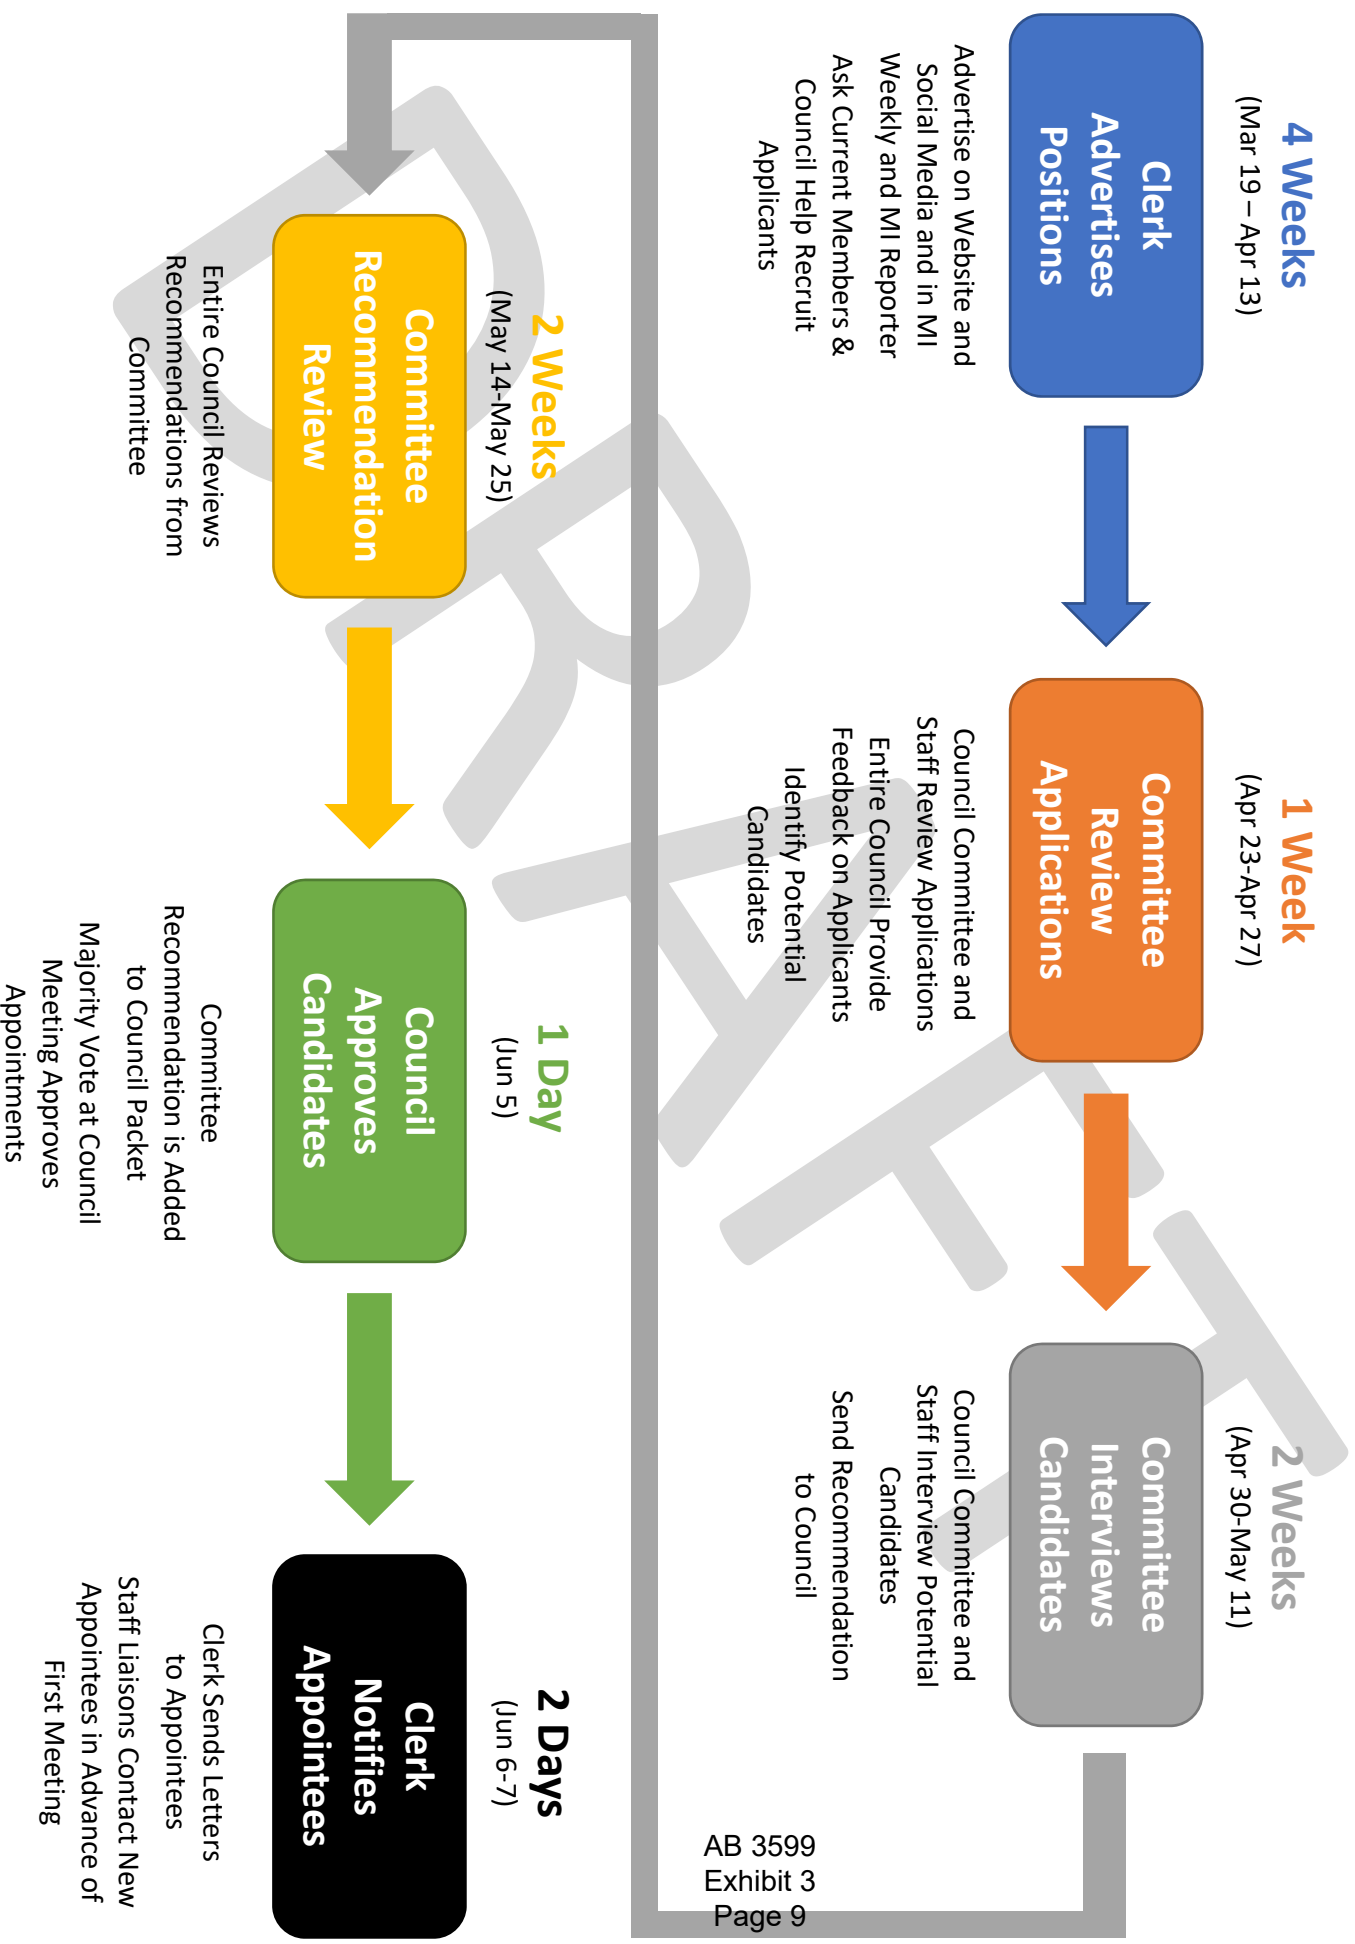 4 Weeks
(Mar 19 – Apr 13)
Clerk
Advertises
Positions
Advertise on Website and
Social Media and in MI
Weekly and MI Reporter
Ask Current Members &
Council Help Recruit
Applicants
1 Week
(Apr 23-Apr 27)
Committee
Review
Applications
Council Committee and
Staff Review Applications
Entire Council Provide
Feedback on Applicants
Identify Potential
Candidates
2 Weeks
(Apr 30-May 11)
Committee
Interviews
Candidates
Council Committee and
Staff Interview Potential
Candidates
Send Recommendation
to Council
2 Weeks
(May 14-May 25)
Committee
Recommendation
Review
Entire Council Reviews
Recommendations from
Committee
1 Day
(Jun 5)
Council
Approves
Candidates
Committee
Recommendation is Added
to Council Packet
Majority Vote at Council
Meeting Approves
Appointments
2 Days
(Jun 6-7)
Clerk
Notifies
Appointees
Clerk Sends Letters
to Appointees
Staff Liaisons Contact New
Appointees in Advance of
First Meeting
DRAFT
AB 3599
Exhibit 3
Page 9